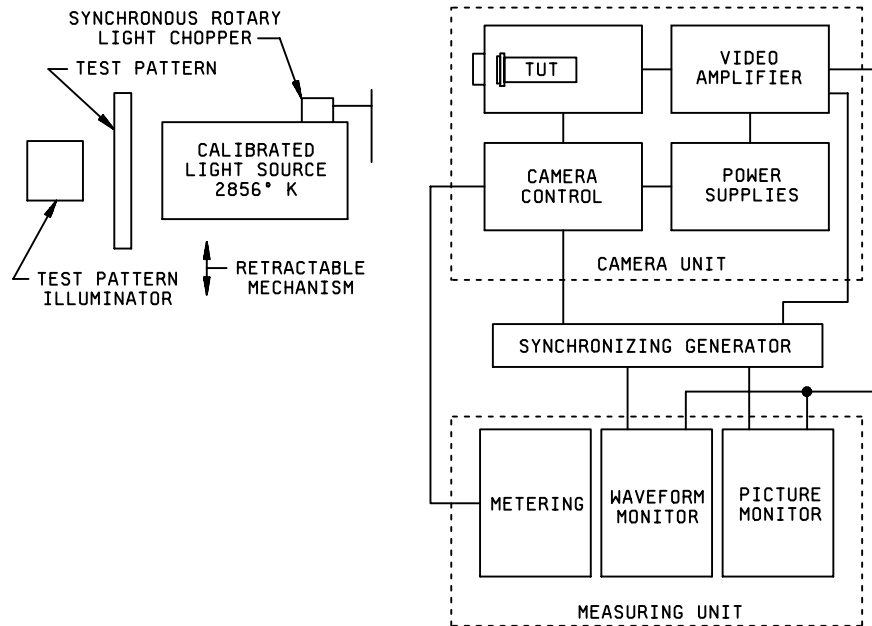 SYNCHRONOUS ROTARY
LIGHT CHOPPER
TEST PATTERN
CALIBRATED
LIGHT SOURCE
2856° K
TEST PATTERN
ILLUMINATOR
RETRACTABLE
MECHANISM
TUT
VIDEO
AMPLIFIER
CAMERA
CONTROL
POWER
SUPPLIES
CAMERA UNIT
SYNCHRONIZING GENERATOR
METERING
WAVEFORM
MONITOR
PICTURE
MONITOR
MEASURING UNIT